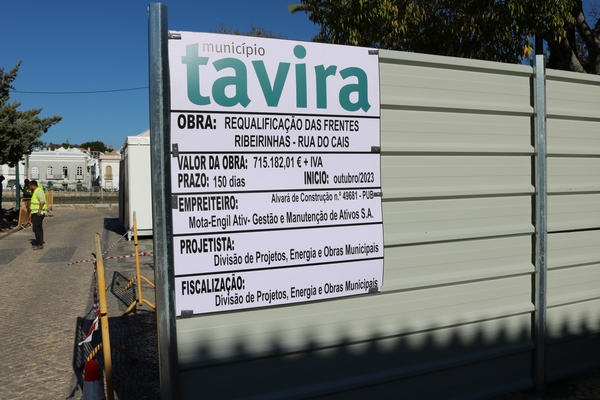 município
tavira
OBRA: REQUALIFICAÇÃO DAS FRENTES
RIBEIRINHAS - RUA DO CAIS
VALOR DA OBRA: 715.182,01 € + IVA
PRAZO: 150 dias INÍCIO: outubro/2023
EMPREITEIRO: Alvará de Construção n.º 49681 - PUB
Mota-Engil Ativ- Gestão e Manutenção de Ativos S.A.
PROJETISTA:
Divisão de Projetos, Energia e Obras Municipais
FISCALIZAÇÃO:
Divisão de Projetos, Energia e Obras Municipais